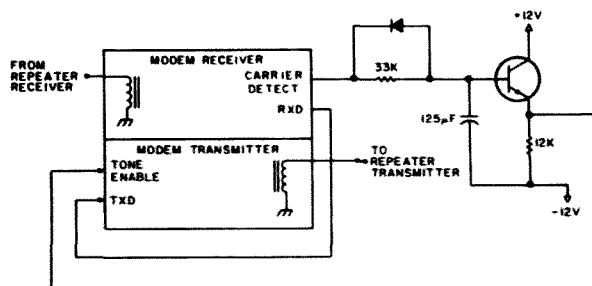 +12V
MODEM RECEIVER
FROM
REPEATER
RECEIVER
CARRIER
DETECT
33K
RXD
.125µF
12K
MODEM TRANSMITTER
TONE
ENABLE
TXD
TO
REPEATER
TRANSMITTER
-12V